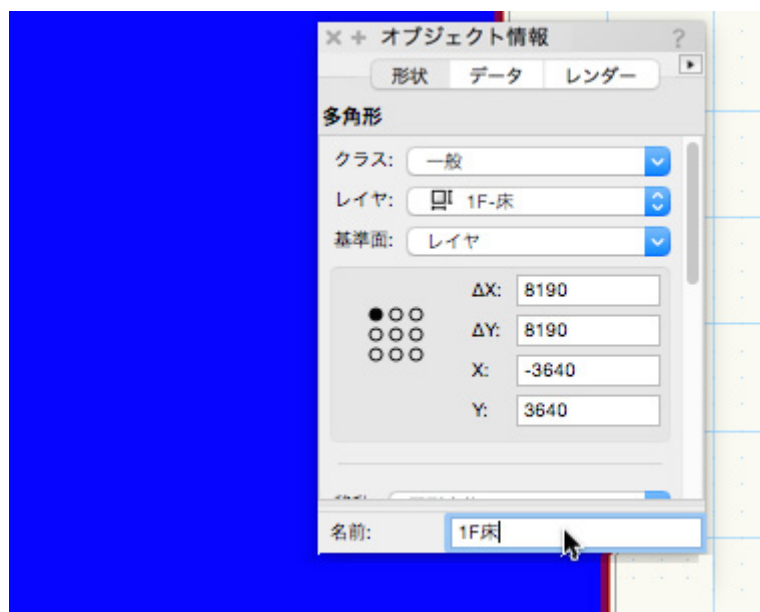 オブジェクト情報 ?
形状 データ レンダー
多角形
クラス: 一般
レイヤ: 1F-床
基準面: レイヤ
ΔX: 8190
ΔY: 8190
X: -3640
Y: 3640
名前: 1F床